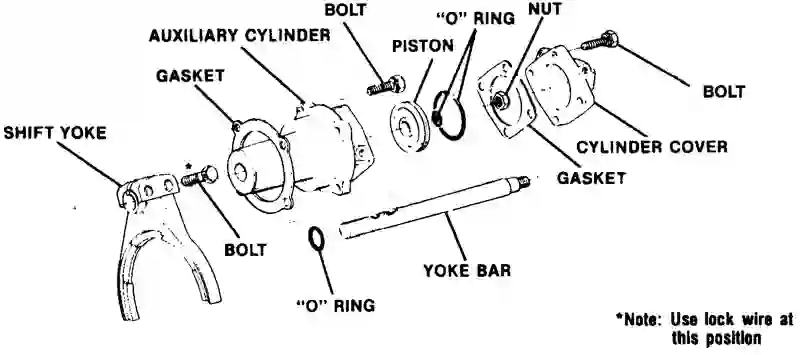 BOLT
"O" RING
NUT
AUXILIARY CYLINDER
PISTON
GASKET
BOLT
SHIFT YOKE
*
CYLINDER COVER
GASKET
BOLT
YOKE BAR
"O" RING
*Note: Use lock wire at
this position